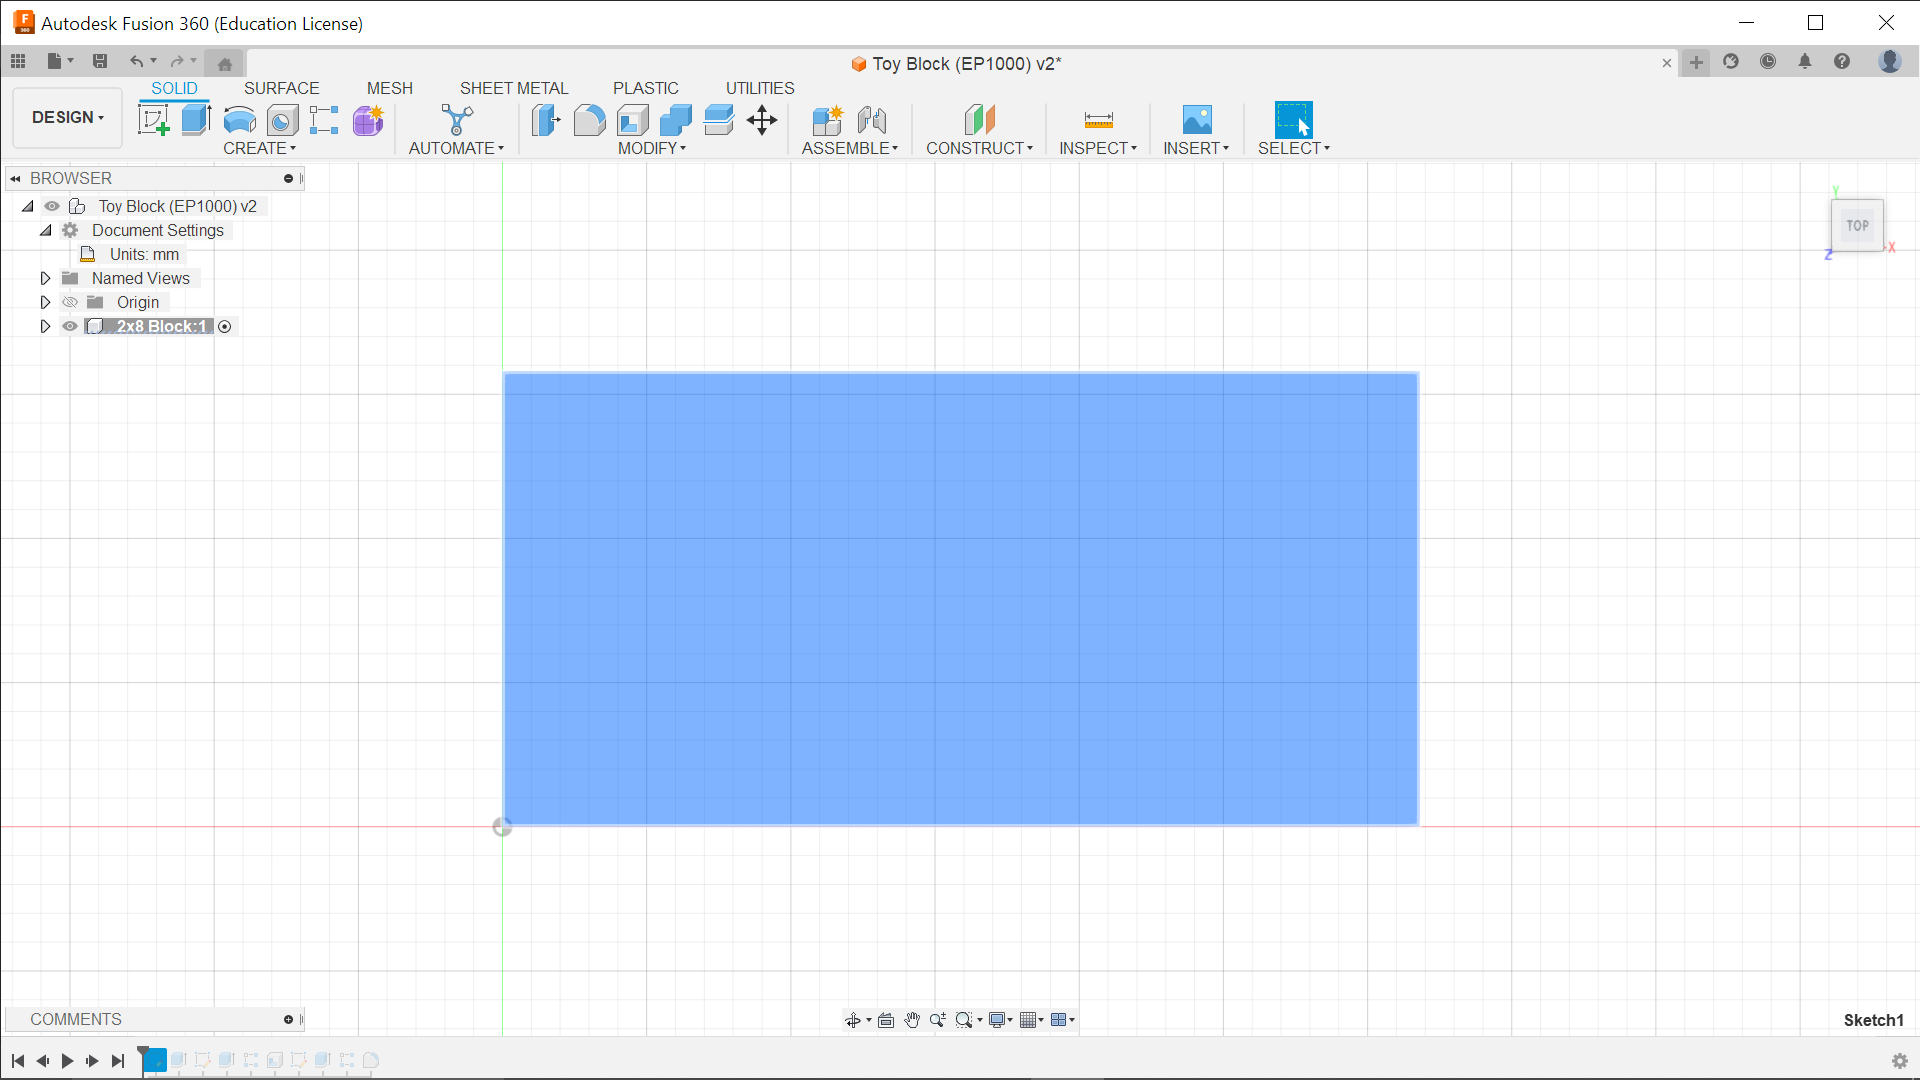 Autodesk Fusion 360 (Education License)
Toy Block (EP1000) v2*
SOLID SURFACE MESH SHEET METAL PLASTIC UTILITIES
DESIGN
CREATE AUTOMATE MODIFY ASSEMBLE CONSTRUCT INSPECT INSERT SELECT
BROWSER
Toy Block (EP1000) v2
Document Settings
Units: mm
Named Views
Origin
2x8 Block:1
Y
TOP
X
Z
COMMENTS
Sketch1